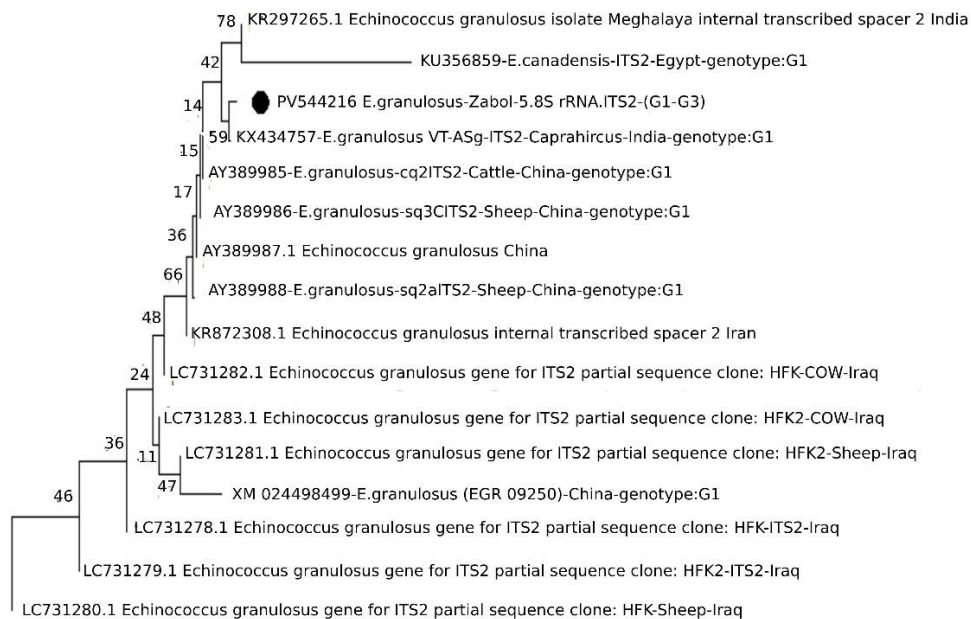 78 KR297265.1 Echinococcus granulosus isolate Meghalaya internal transcribed spacer 2 India
42 KU356859-E.canadensis-ITS2-Egypt-genotype:G1
14 PV544216 E.granulosus-Zabol-5.8S rRNA.ITS2-(G1-G3)
59 KX434757-E.granulosus VT-ASg-ITS2-Caprahircus-India-genotype:G1
15
AY389985-E.granulosus-cq2ITS2-Cattle-China-genotype:G1
17
AY389986-E.granulosus-sq3CITS2-Sheep-China-genotype:G1
36
AY389987.1 Echinococcus granulosus China
66
AY389988-E.granulosus-sq2aITS2-Sheep-China-genotype:G1
48
KR872308.1 Echinococcus granulosus internal transcribed spacer 2 Iran
24 LC731282.1 Echinococcus granulosus gene for ITS2 partial sequence clone: HFK-COW-Iraq
LC731283.1 Echinococcus granulosus gene for ITS2 partial sequence clone: HFK2-COW-Iraq
36
11 LC731281.1 Echinococcus granulosus gene for ITS2 partial sequence clone: HFK2-Sheep-Iraq
47 XM 024498499-E.granulosus (EGR 09250)-China-genotype:G1
46
LC731278.1 Echinococcus granulosus gene for ITS2 partial sequence clone: HFK-ITS2-Iraq
LC731279.1 Echinococcus granulosus gene for ITS2 partial sequence clone: HFK2-ITS2-Iraq
LC731280.1 Echinococcus granulosus gene for ITS2 partial sequence clone: HFK-Sheep-Iraq